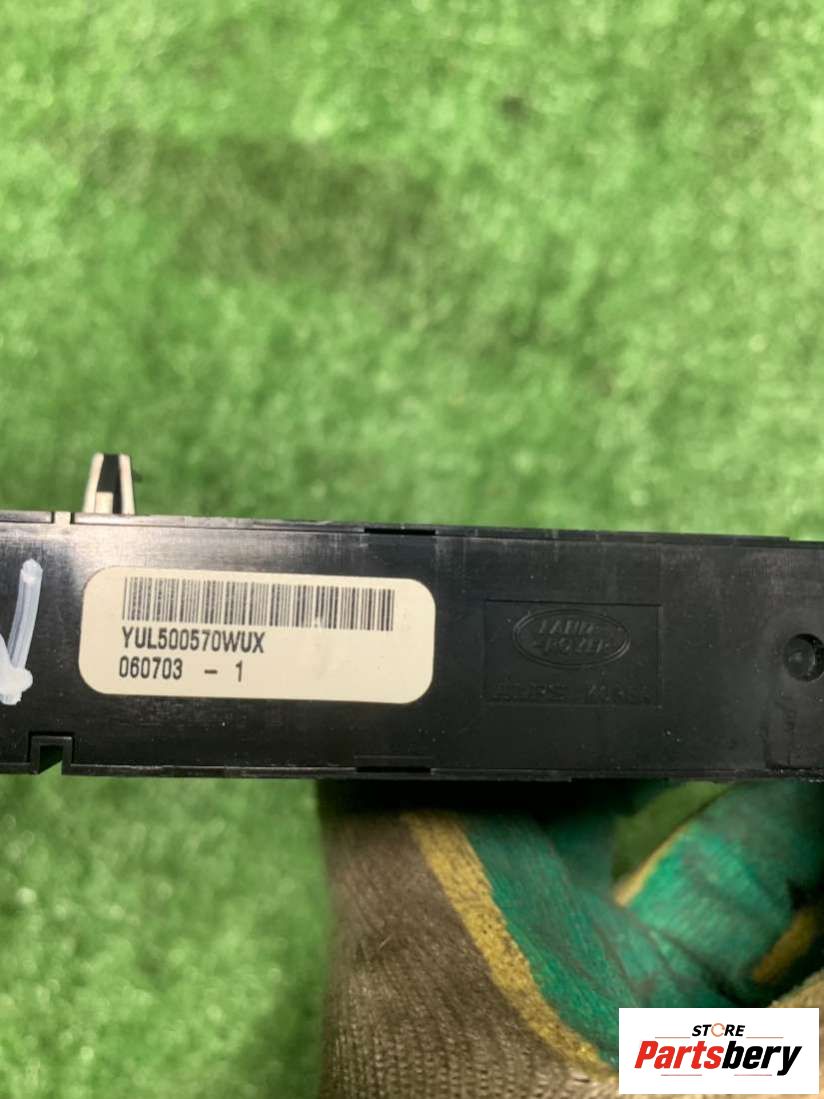 YUL500570WUX
060703 - 1
LAND-
ROVER
STORE
Partsbery